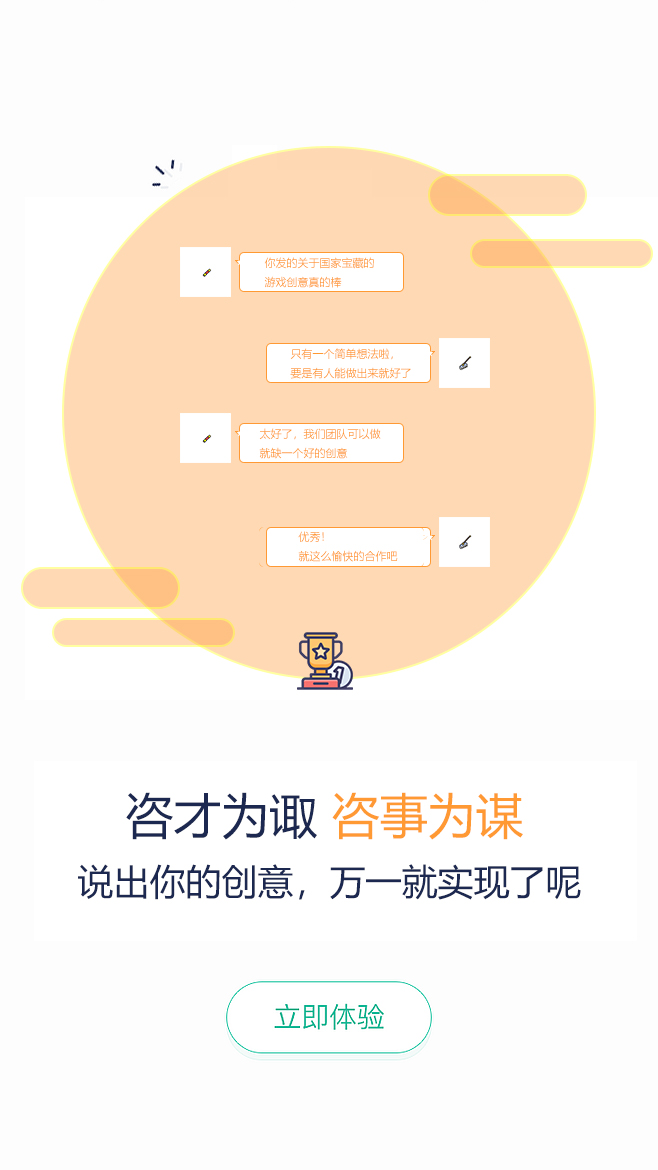 你发的关于国家宝藏的
游戏创意真的棒
只有一个简单想法啦，
要是有人能做出来就好了
太好了，我们团队可以做
就缺一个好的创意
优秀！
就这么愉快的合作吧
1
咨才为诹 咨事为谋
说出你的创意，万一就实现了呢
立即体验